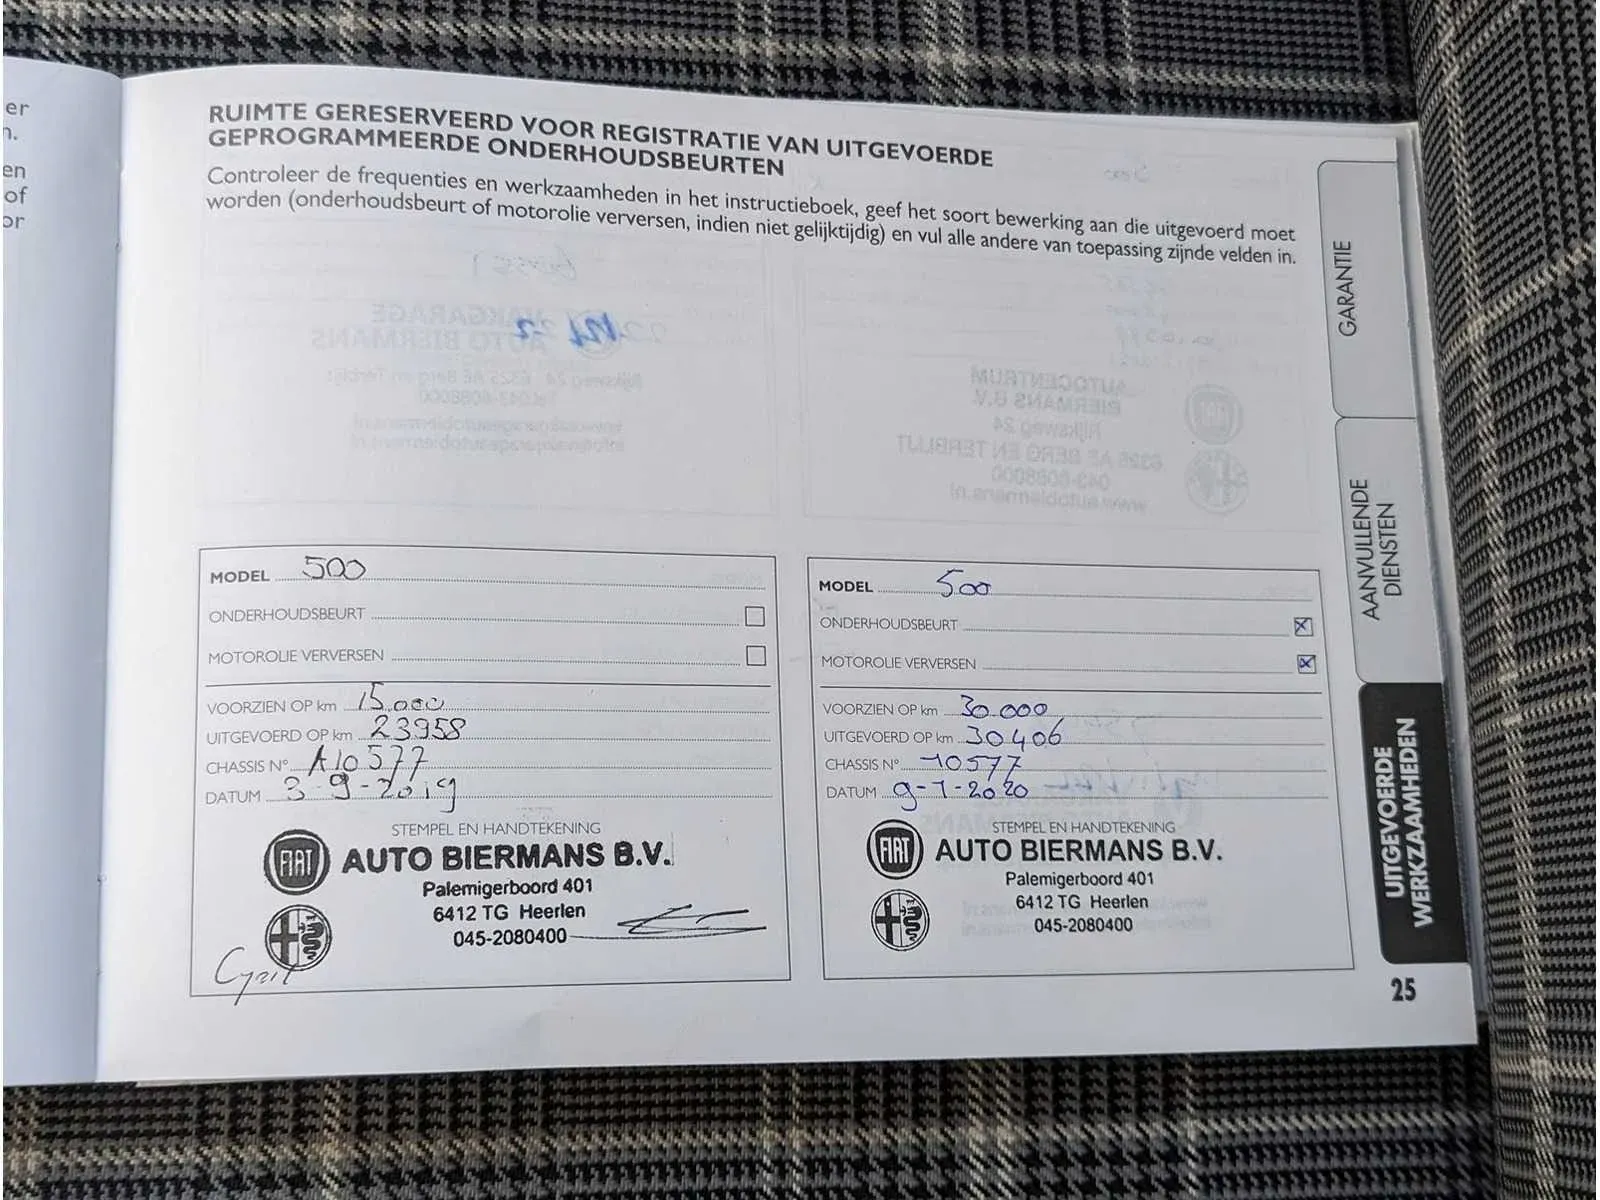 er
n.
en
of
or
RUIMTE GERESERVEERD VOOR REGISTRATIE VAN UITGEVOERDE
GEPROGRAMMEERDE ONDERHOUDSBEURTEN
Controleer de frequenties en werkzaamheden in het instructieboek, geef het soort bewerking aan die uitgevoerd moet
worden (onderhoudsbeurt of motorolie verversen, indien niet gelijktijdig) en vul alle andere van toepassing zijnde velden in.
MODEL 500
ONDERHOUDSBEURT
MOTOROLIE VERVERSEN
VOORZIEN OP km 15.000
UITGEVOERD OP km 23958
CHASSIS N° A10577
DATUM 3-9-2019
STEMPEL EN HANDTEKENING
FIAT AUTO BIERMANS B.V.
Palemigerboord 401
6412 TG Heerlen
045-2080400
MODEL 500
ONDERHOUDSBEURT
MOTOROLIE VERVERSEN
VOORZIEN OP km 30.000
UITGEVOERD OP km 30406
CHASSIS N° 10577
DATUM 9-1-2020
STEMPEL EN HANDTEKENING
FIAT AUTO BIERMANS B.V.
Palemigerboord 401
6412 TG Heerlen
045-2080400
GARANTIE
AANVULLENDE
DIENSTEN
UITGEVOERDE
WERKZAAMHEDEN
25